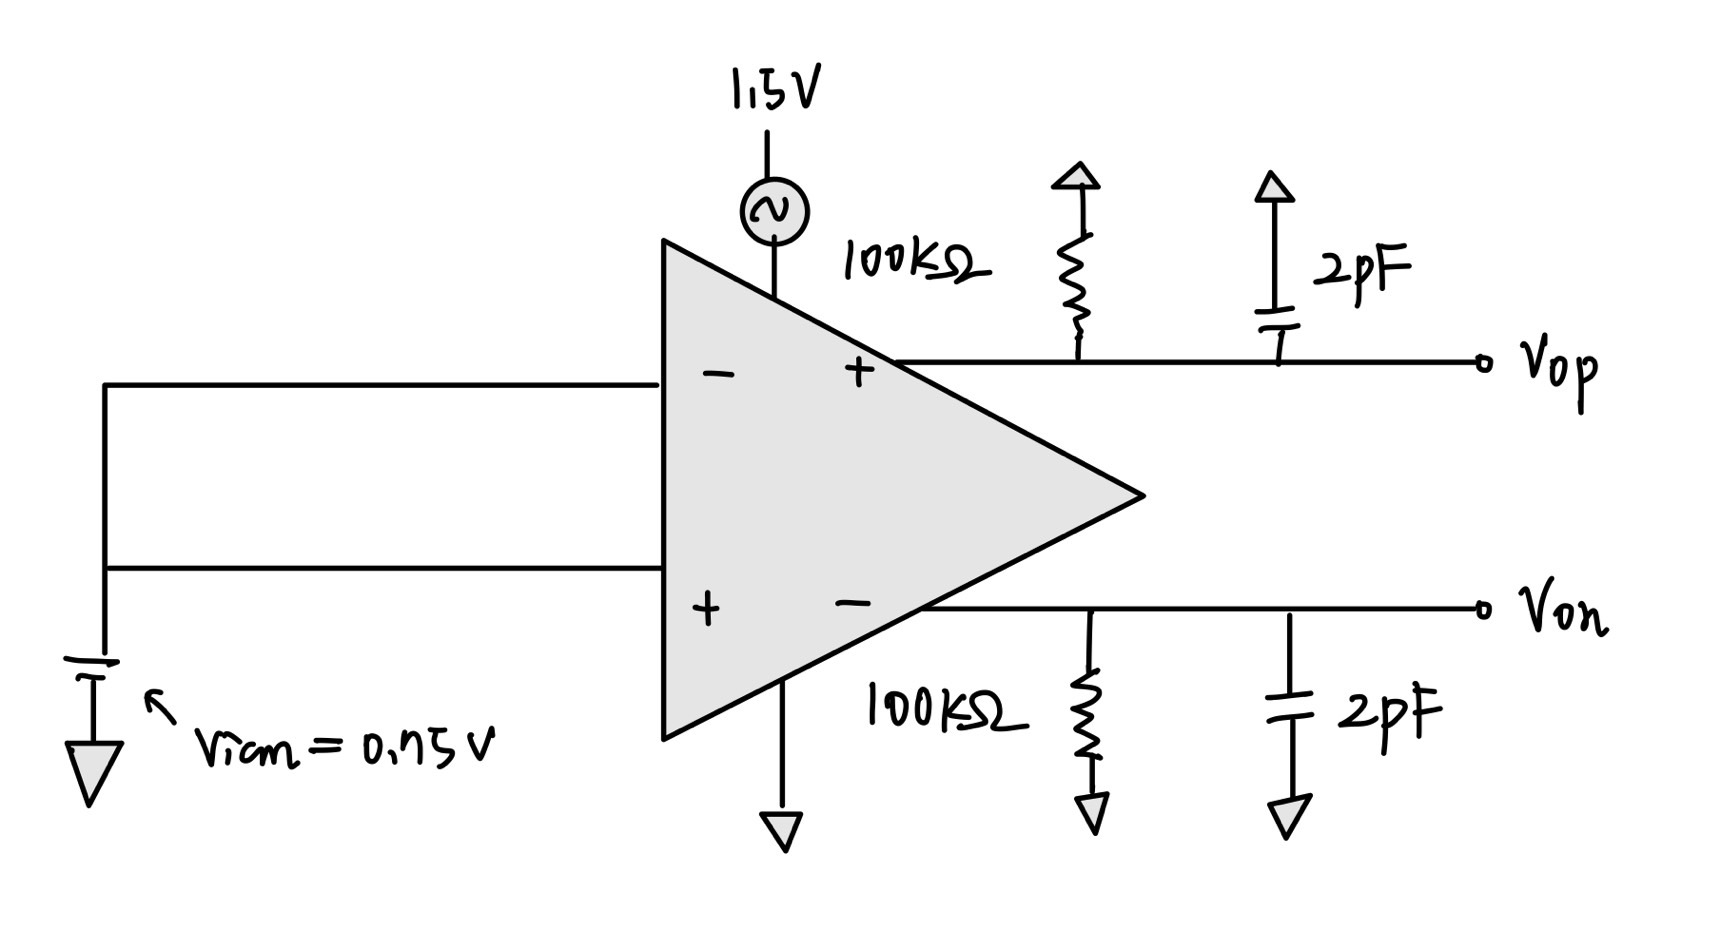 1.5V
100kΩ
2pF
Vop
- +
+ -
Von
Vicm = 0.75V
100kΩ
2pF